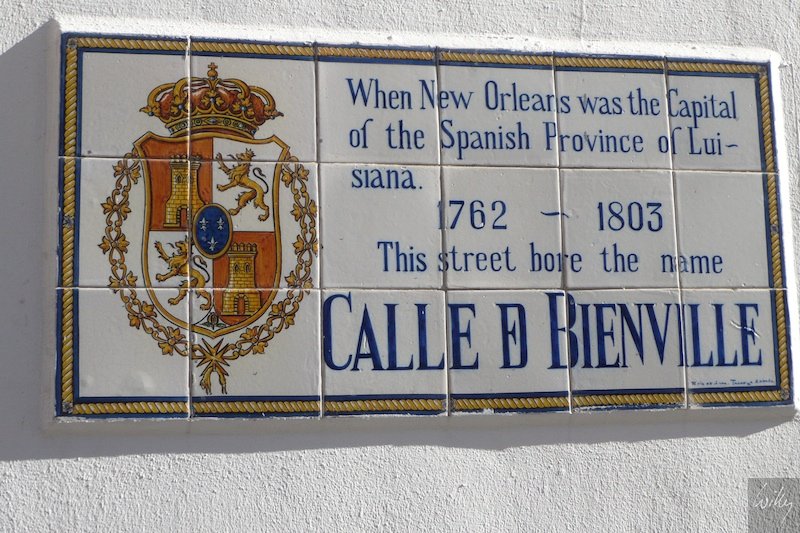 When New Orleans was the Capital
of the Spanish Province of Lui-
siana.
1762 ~ 1803
This street bore the name
CALLE D BIENVILLE